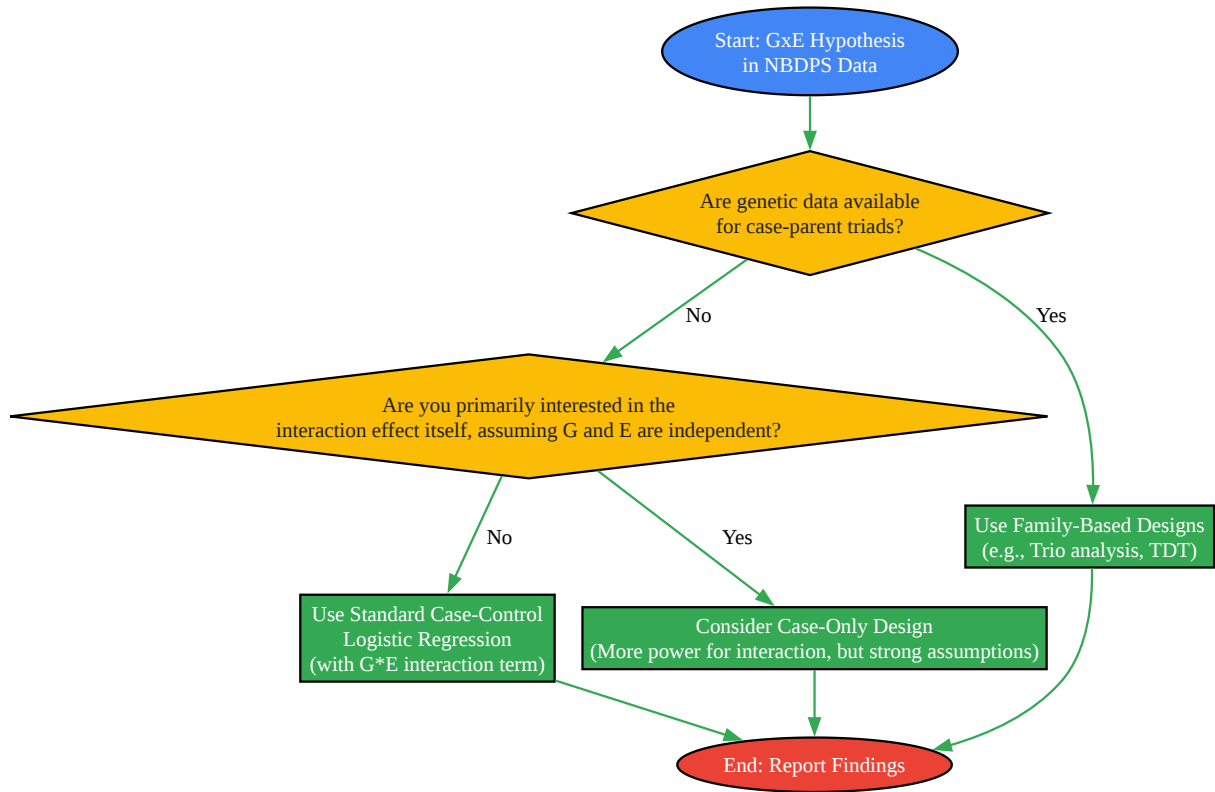 Start: GxE Hypothesis
in NBDPS Data
Are genetic data available
for case-parent triads?
No
Yes
Are you primarily interested in the
interaction effect itself, assuming G and E are independent?
No
Yes
Use Family-Based Designs
(e.g., Trio analysis, TDT)
Use Standard Case-Control
Logistic Regression
(with G*E interaction term)
Consider Case-Only Design
(More power for interaction, but strong assumptions)
End: Report Findings